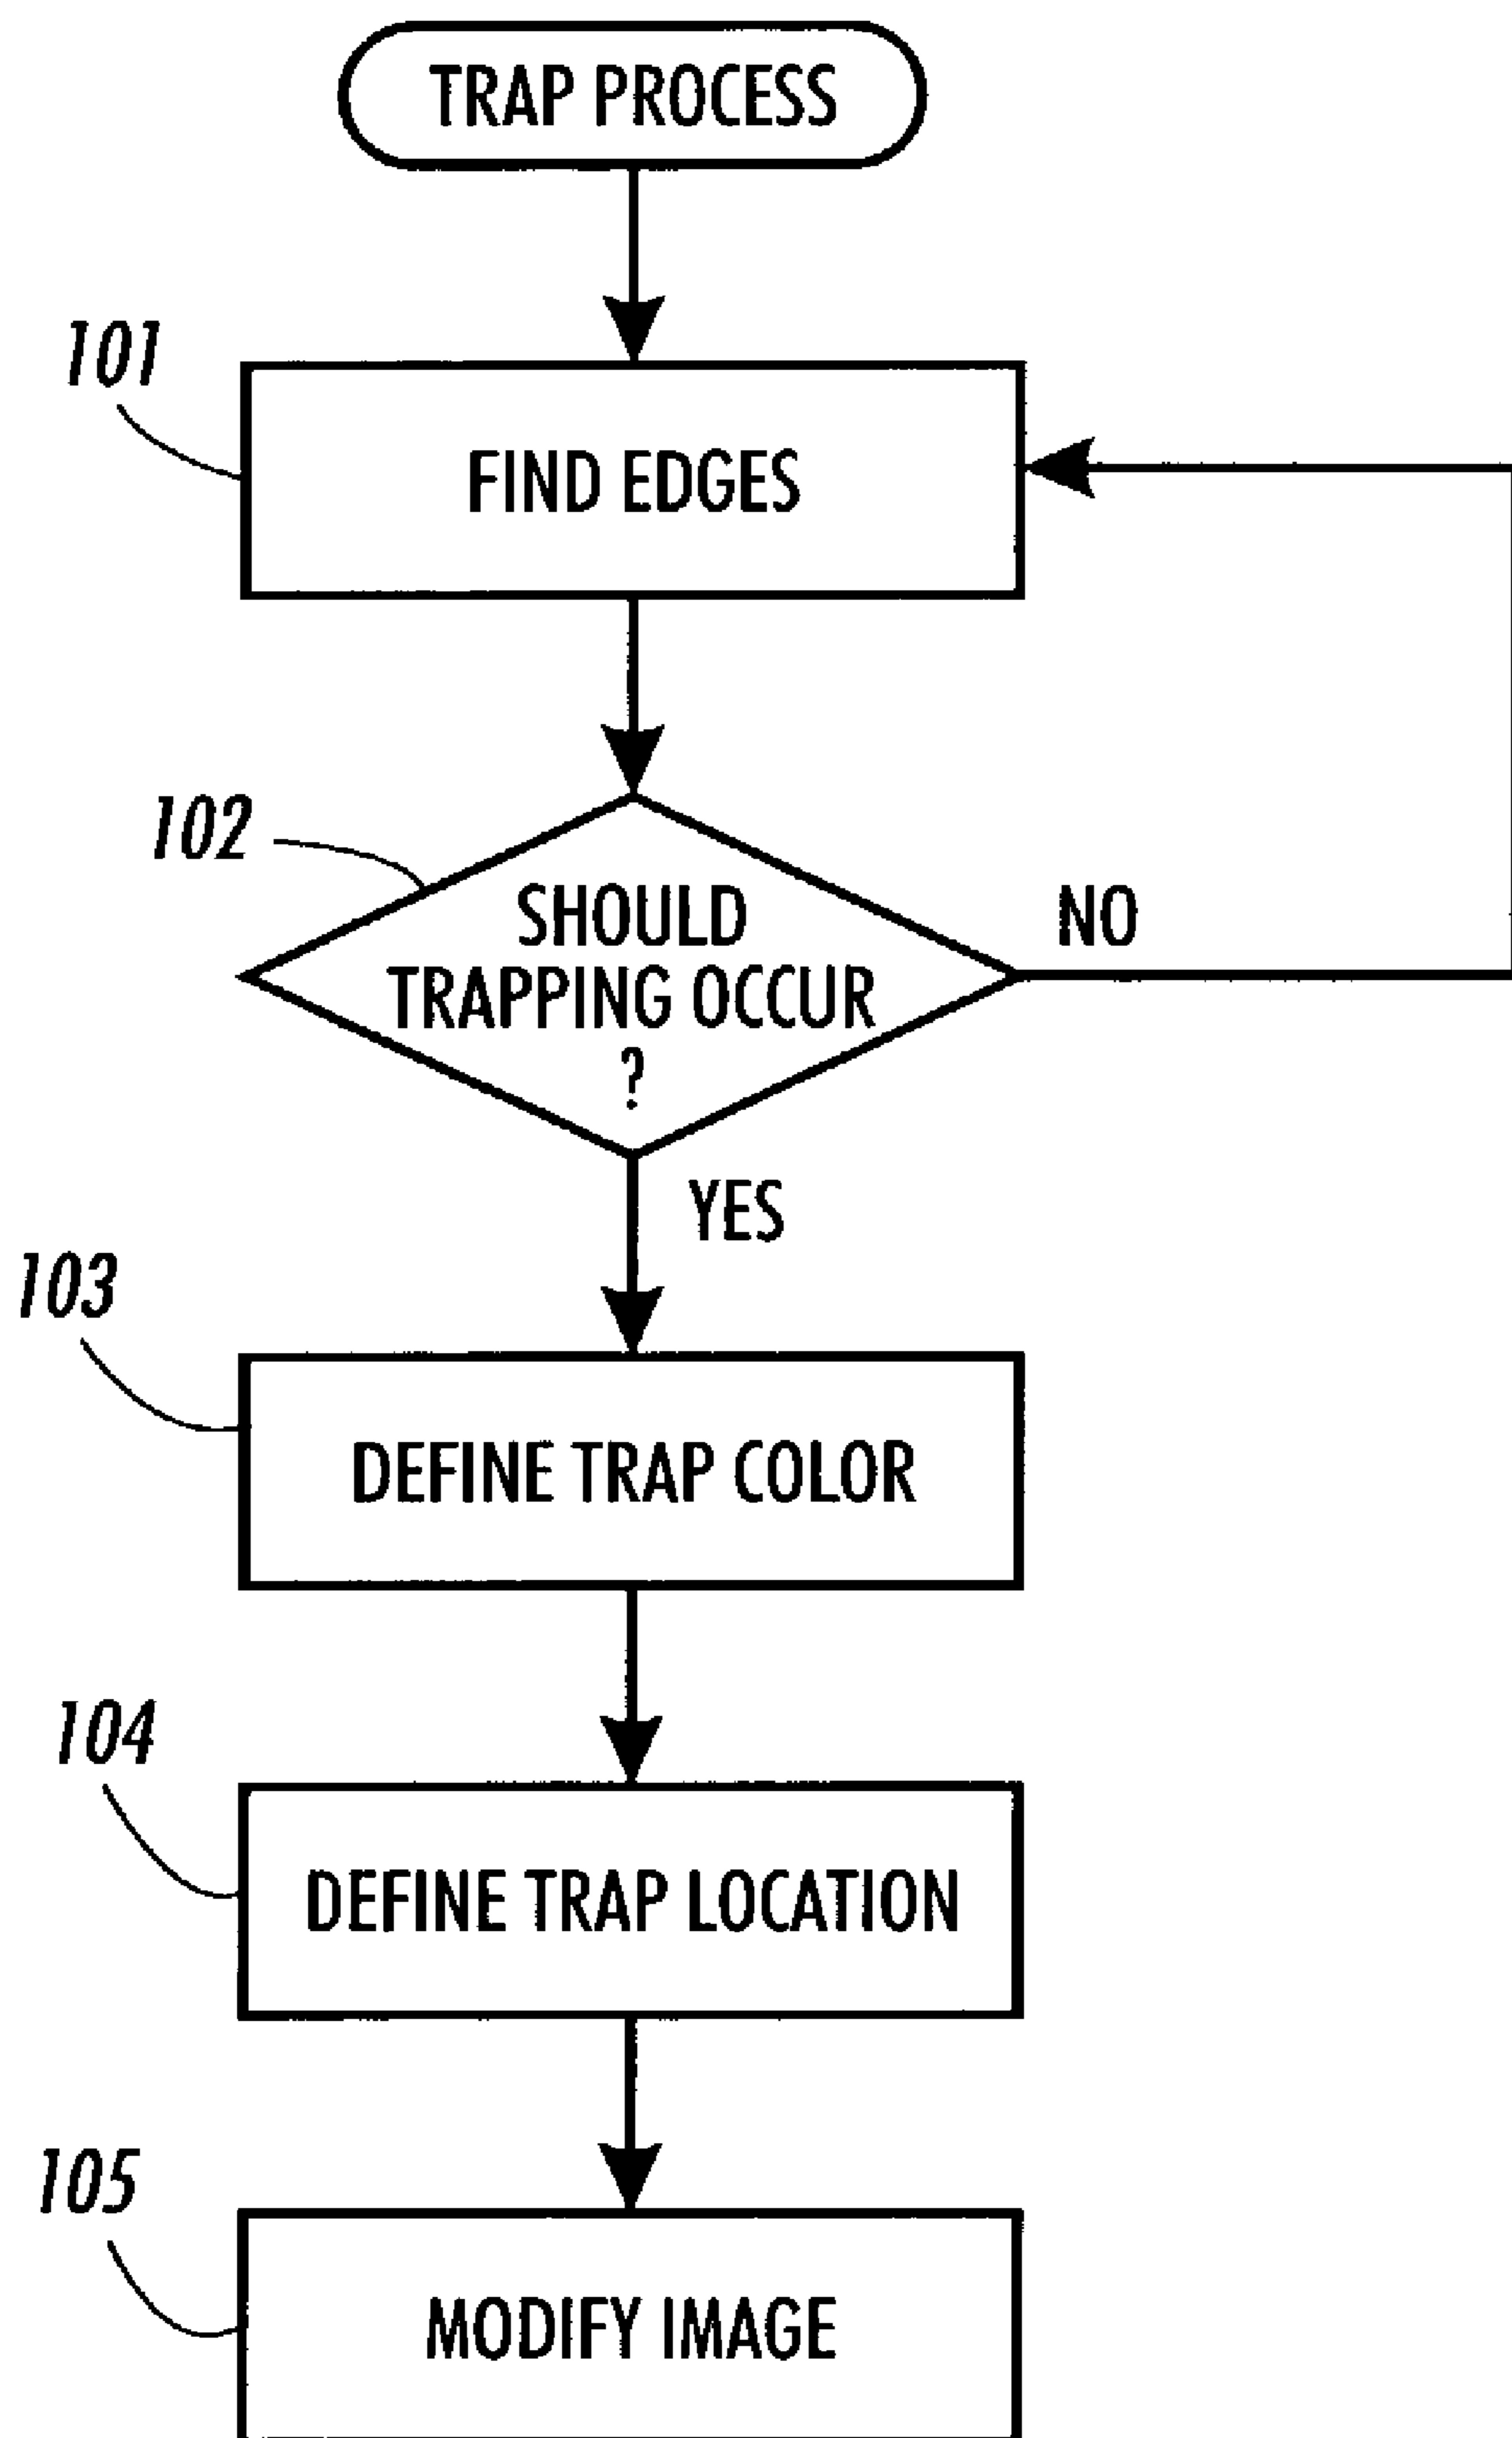 TRAP PROCESS
101
FIND EDGES
102
SHOULD
TRAPPING OCCUR
?
NO
YES
103
DEFINE TRAP COLOR
104
DEFINE TRAP LOCATION
105
MODIFY IMAGE